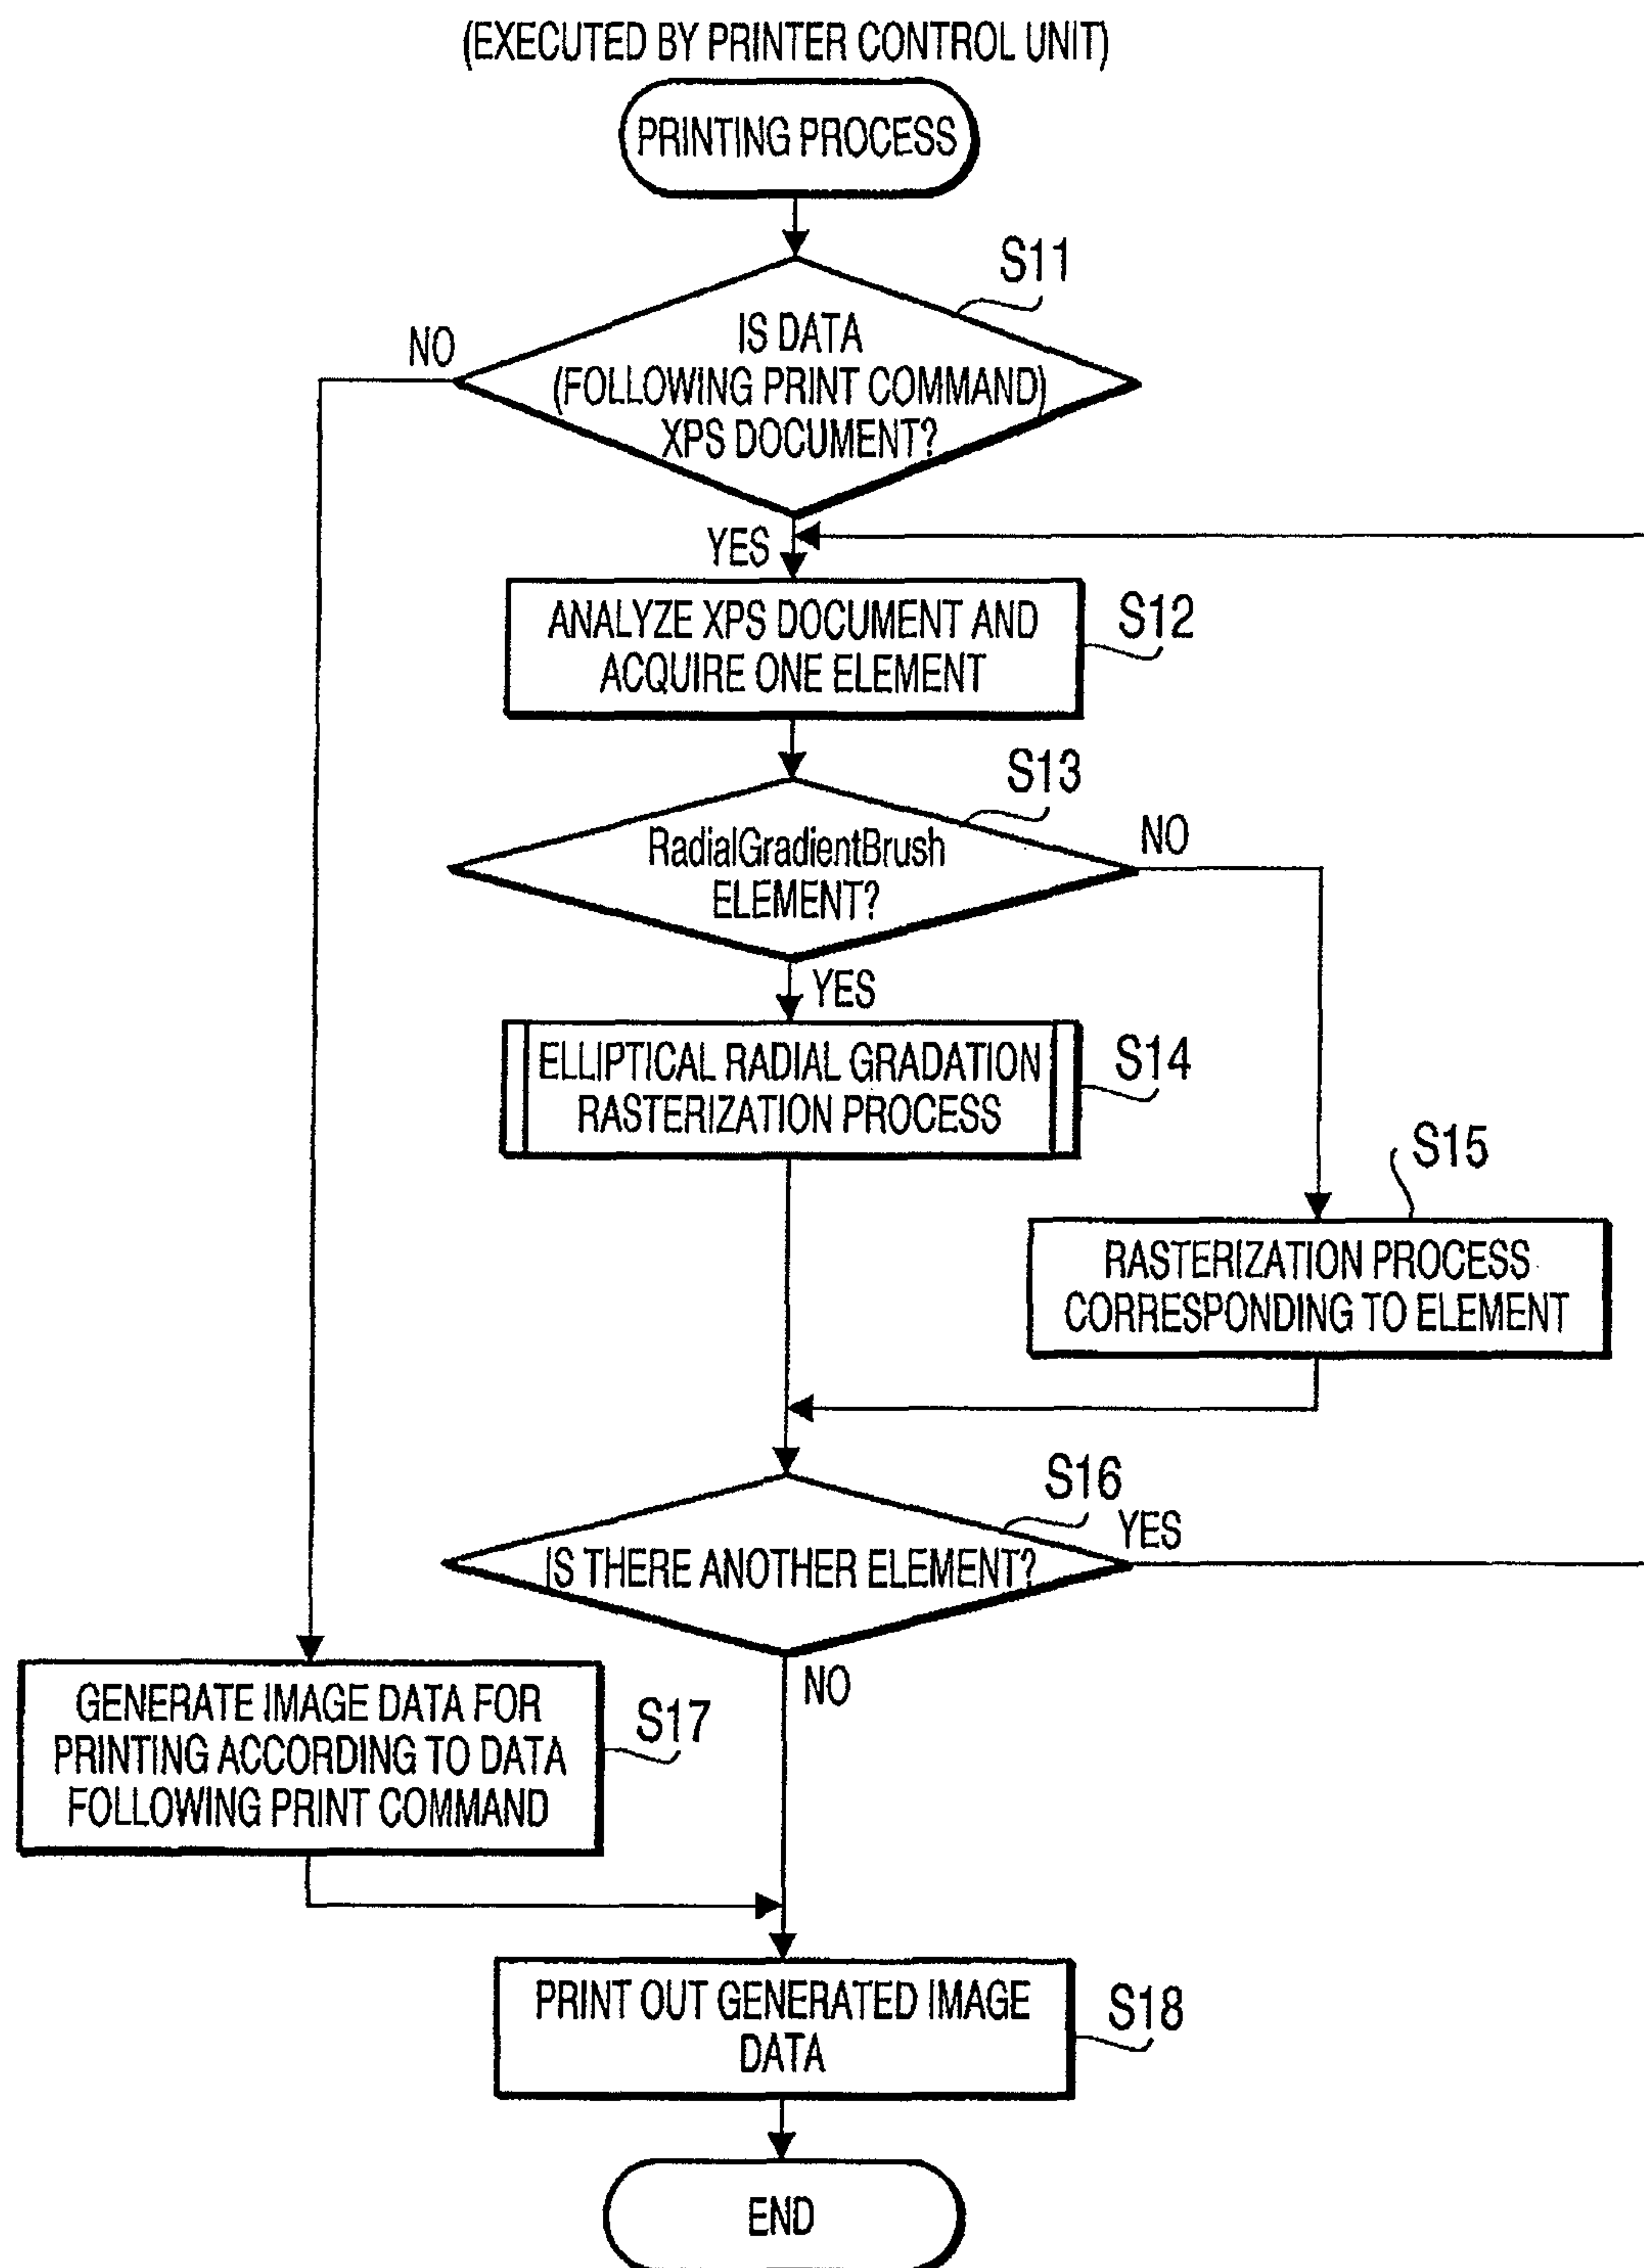 (EXECUTED BY PRINTER CONTROL UNIT)
PRINTING PROCESS
S11
IS DATA
(FOLLOWING PRINT COMMAND)
XPS DOCUMENT?
NO
YES
ANALYZE XPS DOCUMENT AND
ACQUIRE ONE ELEMENT
S12
S13
RadialGradientBrush
ELEMENT?
NO
YES
ELLIPTICAL RADIAL GRADATION
RASTERIZATION PROCESS
S14
S15
RASTERIZATION PROCESS
CORRESPONDING TO ELEMENT
S16
IS THERE ANOTHER ELEMENT?
YES
NO
GENERATE IMAGE DATA FOR
PRINTING ACCORDING TO DATA
FOLLOWING PRINT COMMAND
S17
PRINT OUT GENERATED IMAGE
DATA
S18
END